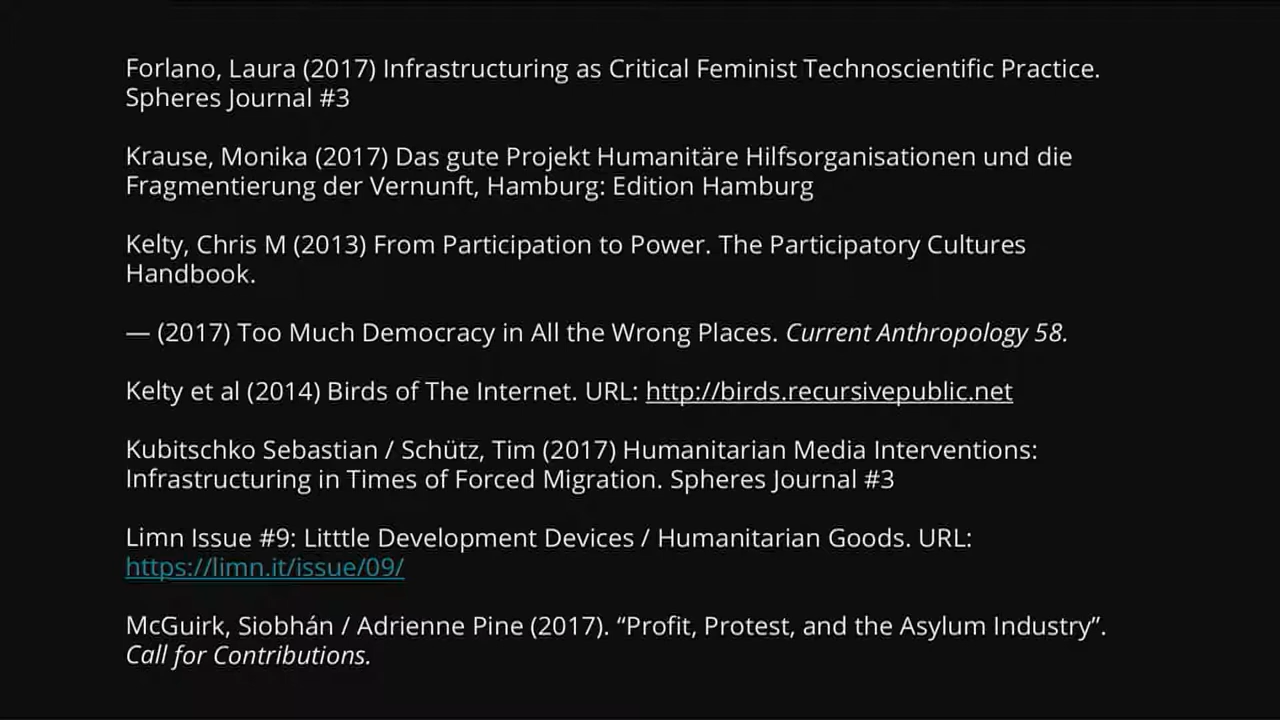 Forlano, Laura (2017) Infrastructuring as Critical Feminist Technoscientific Practice.
Spheres Journal #3
Krause, Monika (2017) Das gute Projekt Humanitäre Hilfsorganisationen und die
Fragmentierung der Vernunft, Hamburg: Edition Hamburg
Kelty, Chris M (2013) From Participation to Power. The Participatory Cultures
Handbook.
— (2017) Too Much Democracy in All the Wrong Places. Current Anthropology 58.
Kelty et al (2014) Birds of The Internet. URL: http://birds.recursivepublic.net
Kubitschko Sebastian / Schütz, Tim (2017) Humanitarian Media Interventions:
Infrastructuring in Times of Forced Migration. Spheres Journal #3
Limn Issue #9: Litttle Development Devices / Humanitarian Goods. URL:
https://limn.it/issue/09/
McGuirk, Siobhán / Adrienne Pine (2017). “Profit, Protest, and the Asylum Industry”.
Call for Contributions.